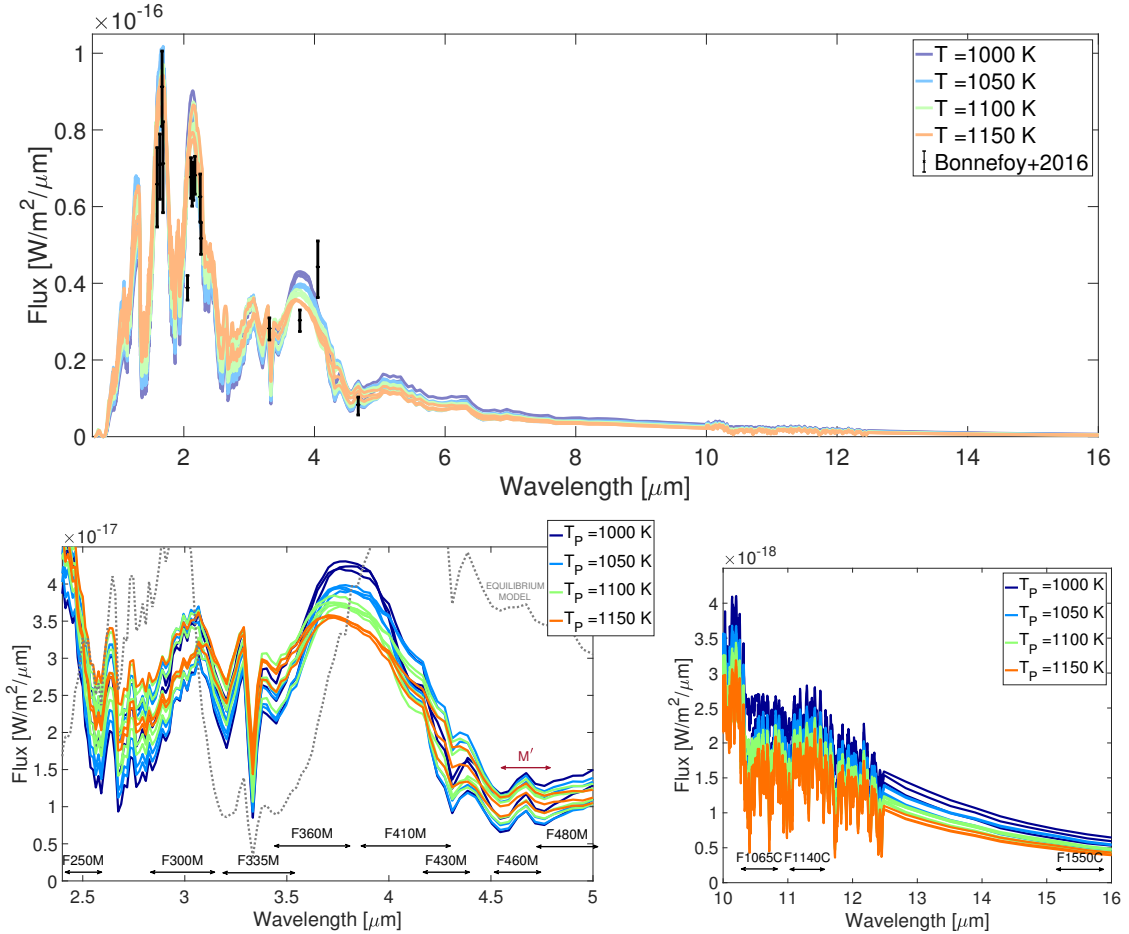 ×10⁻¹⁶
1
0.8
0.6
0.4
0.2
0
Flux [W/m²/μm]
2
4
6
8
10
12
14
16
Wavelength [μm]
T =1000 K
T =1050 K
T =1100 K
T =1150 K
Bonnefoy+2016
×10⁻¹⁷
4
3.5
3
2.5
2
1.5
1
0.5
0
Flux [W/m²/μm]
T_P =1000 K
T_P =1050 K
T_P =1100 K
T_P =1150 K
EQUILIBRIUM
MODEL
M′
F360M
F410M
F480M
F250M
F300M
F335M
F430M
F460M
2.5
3
3.5
4
4.5
5
Wavelength [μm]
×10⁻¹⁸
4
3.5
3
2.5
2
1.5
1
0.5
0
Flux [W/m²/μm]
T_P =1000 K
T_P =1050 K
T_P =1100 K
T_P =1150 K
F1065C
F1140C
F1550C
10
11
12
13
14
15
16
Wavelength [μm]